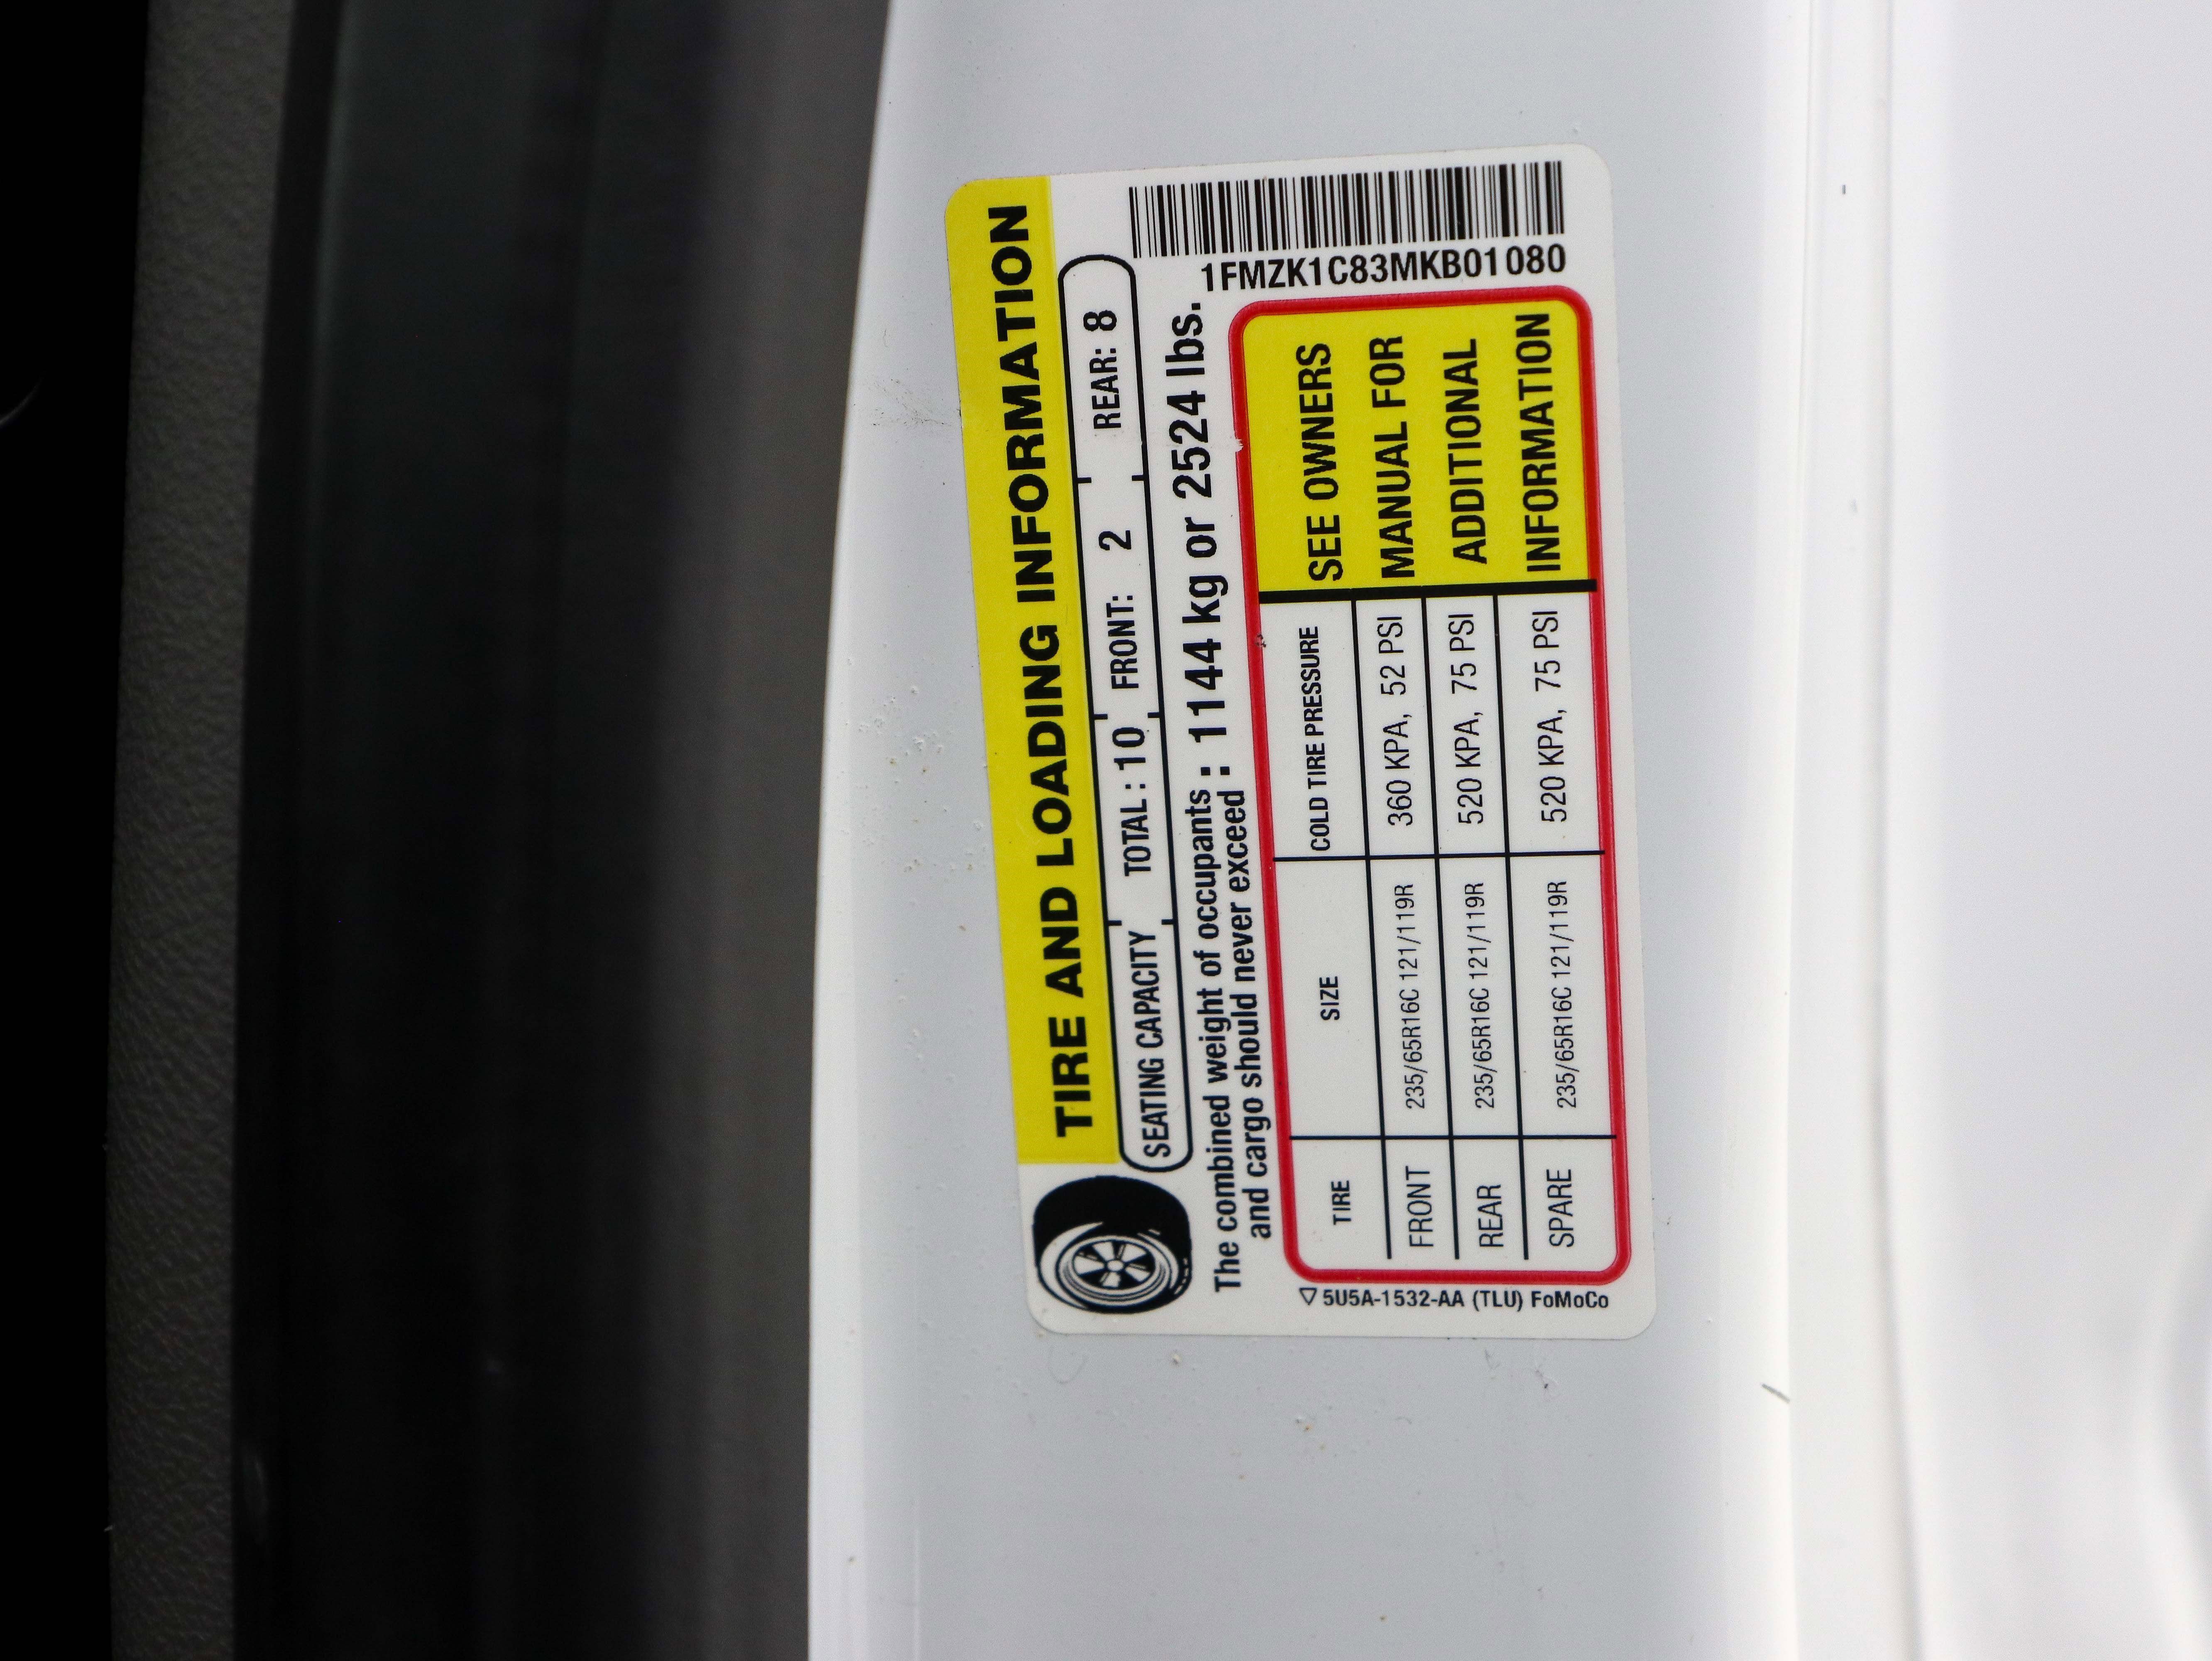 TIRE AND LOADING INFORMATION
SEATING CAPACITY TOTAL : 10 FRONT: 2 REAR: 8
The combined weight of occupants : 1144 kg or 2524 lbs.
and cargo should never exceed :
1FMZK1C83MKB01080
TIRE SIZE COLD TIRE PRESSURE
FRONT 235/65R16C 121/119R 360 KPA, 52 PSI
REAR 235/65R16C 121/119R 520 KPA, 75 PSI
SPARE 235/65R16C 121/119R 520 KPA, 75 PSI
SEE OWNERS
MANUAL FOR
ADDITIONAL
INFORMATION
5U5A-1532-AA (TLU) FoMoCo